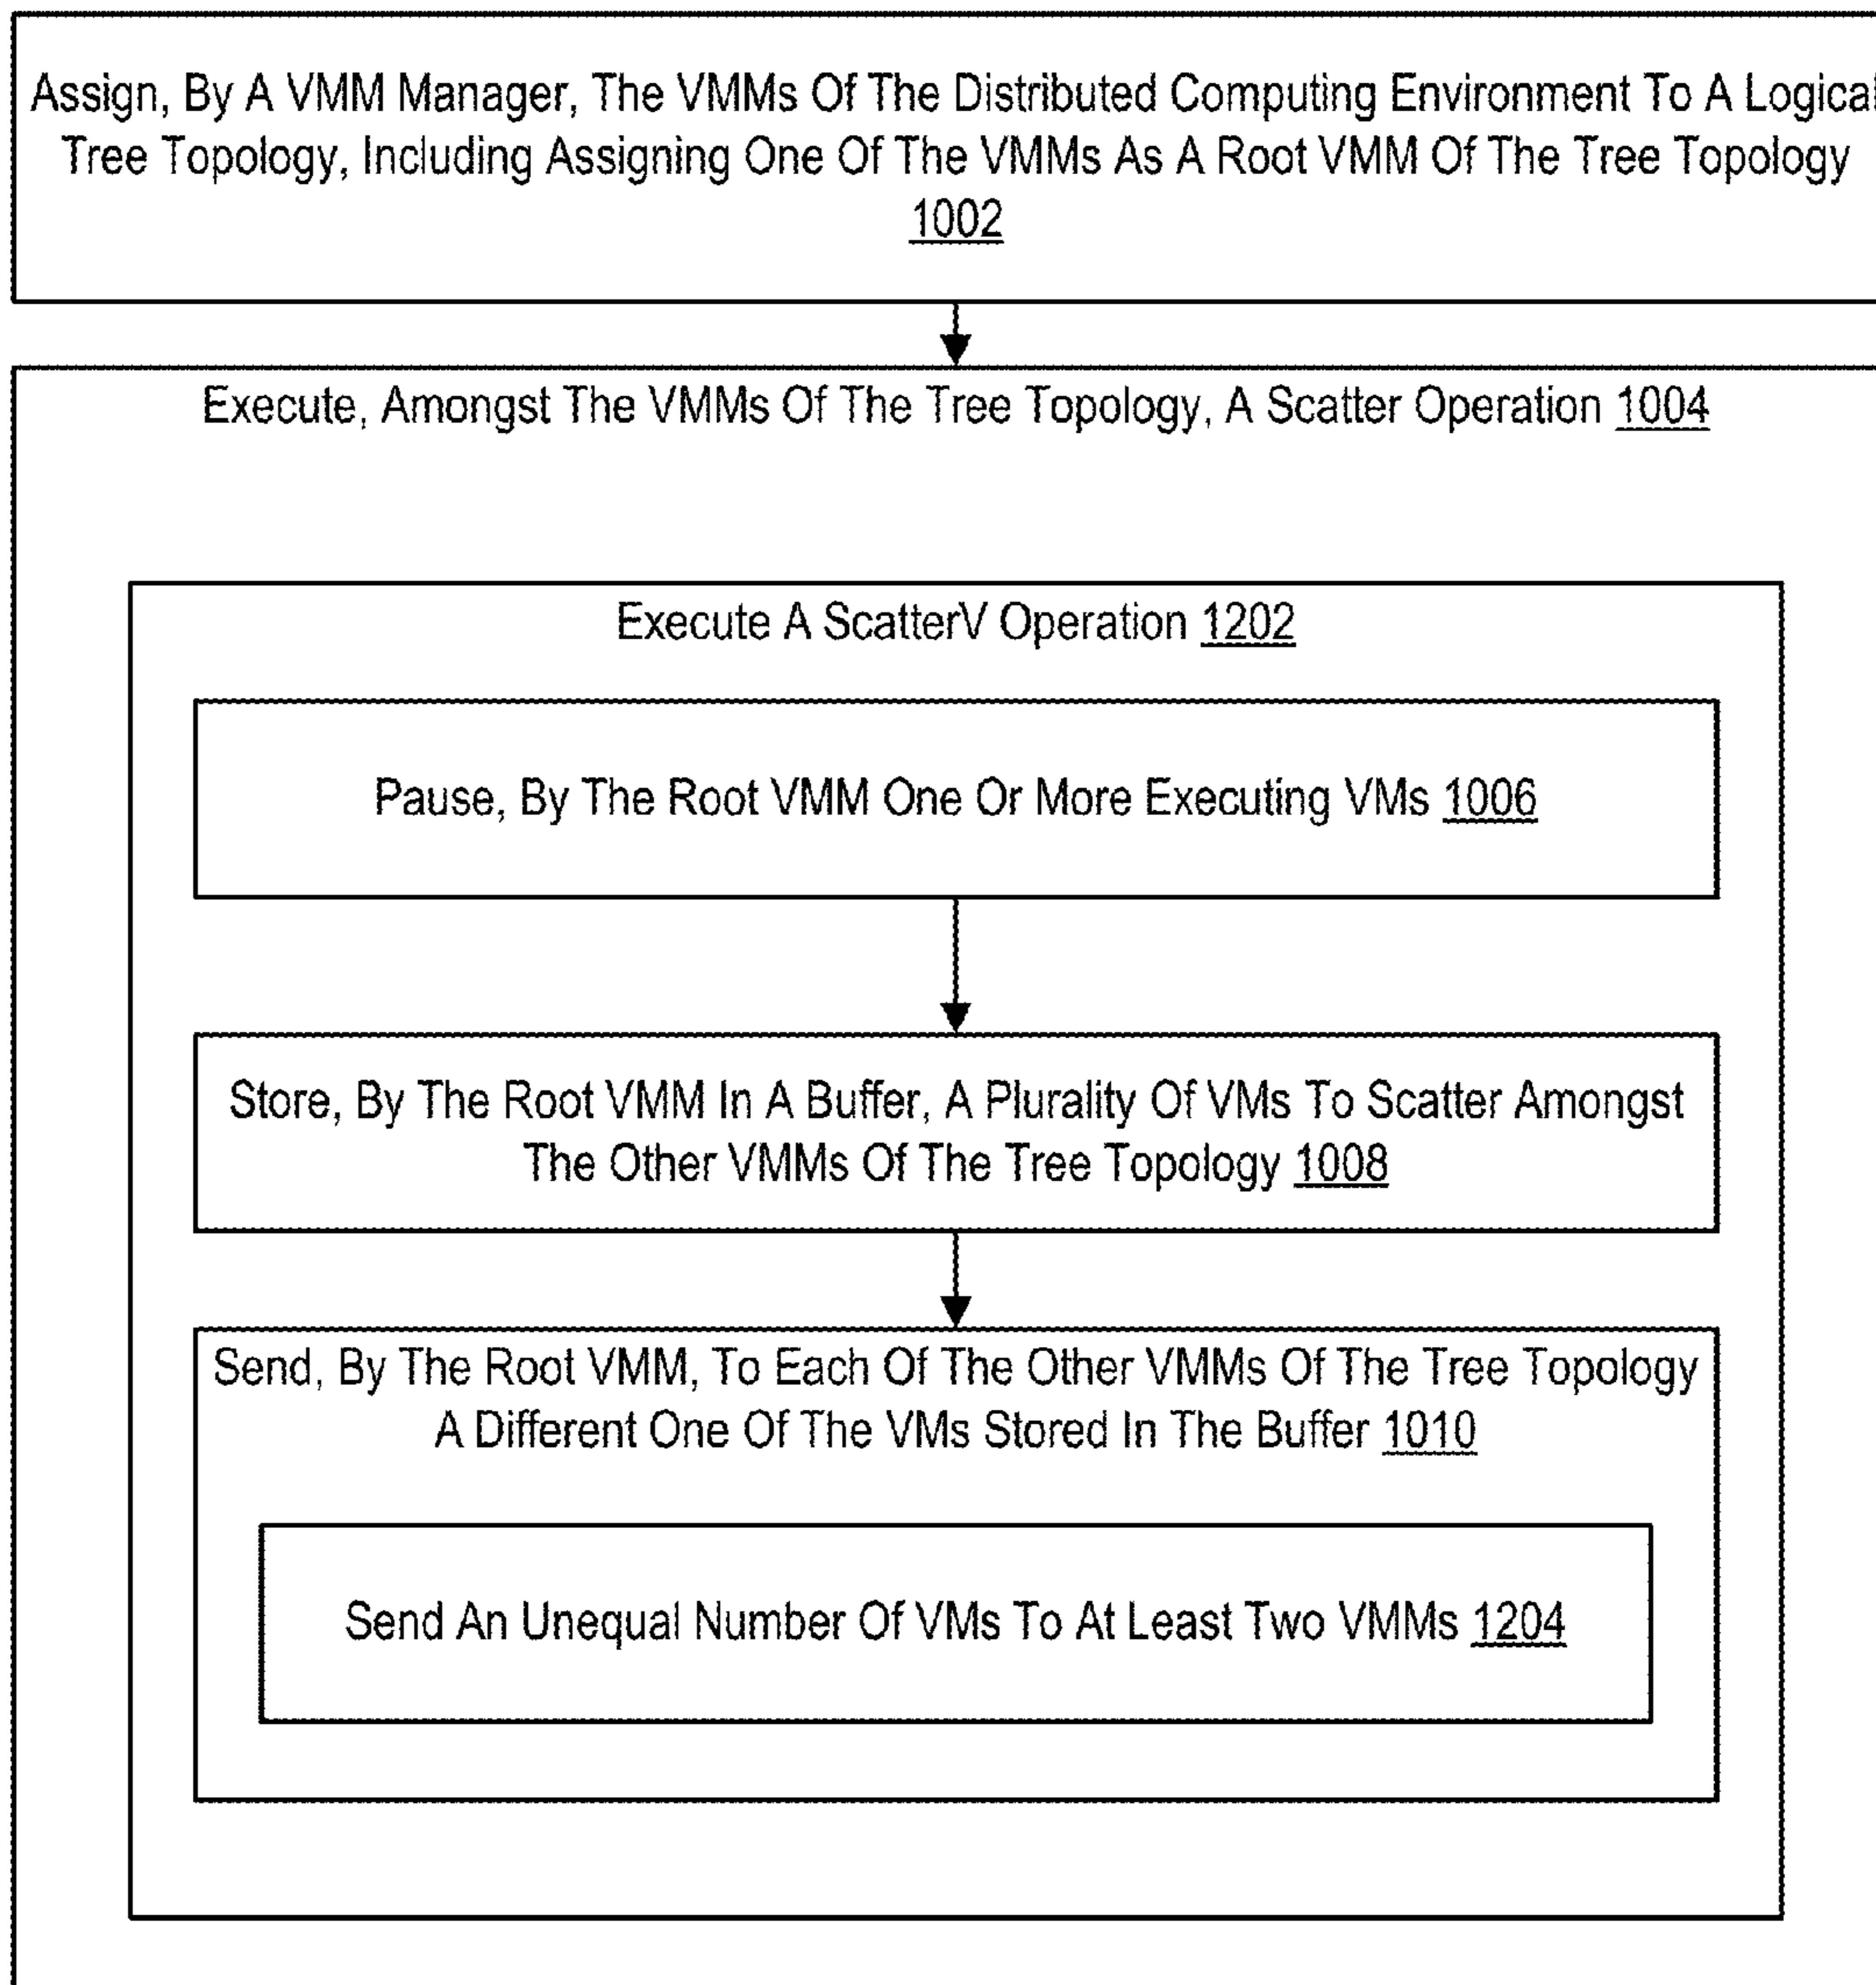 Assign, By A VMM Manager, The VMMs Of The Distributed Computing Environment To A Logical
Tree Topology, Including Assigning One Of The VMMs As A Root VMM Of The Tree Topology
1002
Execute, Amongst The VMMs Of The Tree Topology, A Scatter Operation 1004
Execute A ScatterV Operation 1202
Pause, By The Root VMM One Or More Executing VMs 1006
Store, By The Root VMM In A Buffer, A Plurality Of VMs To Scatter Amongst
The Other VMMs Of The Tree Topology 1008
Send, By The Root VMM, To Each Of The Other VMMs Of The Tree Topology
A Different One Of The VMs Stored In The Buffer 1010
Send An Unequal Number Of VMs To At Least Two VMMs 1204